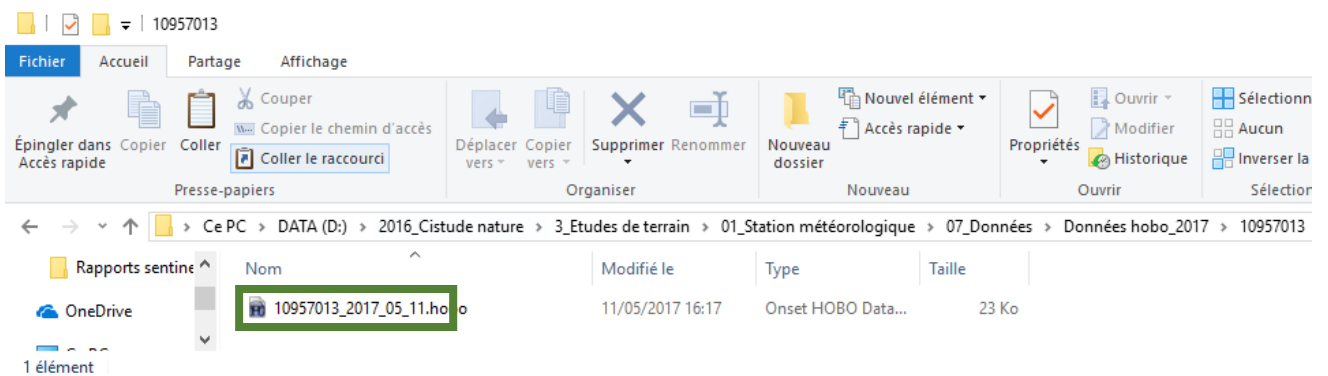 10957013
Fichier Accueil Partage Affichage
Épingler dans Accès rapide
Copier
Coller
Couper
Copier le chemin d'accès
Coller le raccourci
Presse-papiers
Déplacer vers
Copier vers
Supprimer
Renommer
Organiser
Nouveau dossier
Nouvel élément
Accès rapide
Nouveau
Propriétés
Ouvrir
Modifier
Historique
Ouvrir
Sélectionn
Aucun
Inverser la
Sélection
Ce PC > DATA (D:) > 2016_Cistude nature > 3_Etudes de terrain > 01_Station météorologique > 07_Données > Données hobo_2017 > 10957013
Rapports sentine
OneDrive
Nom Modifié le Type Taille
10957013_2017_05_11.hobo 11/05/2017 16:17 Onset HOBO Data... 23 Ko
1 élément